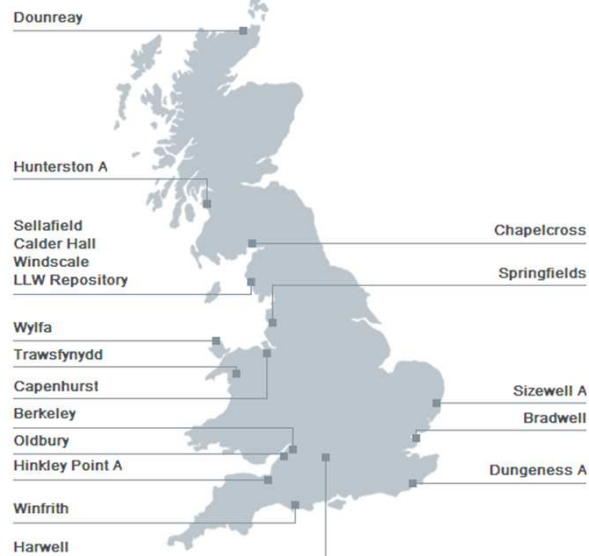 Dounreay
Hunterston A
Sellafield
Calder Hall
Windscale
LLW Repository
Wylfa
Trawsfynydd
Capenhurst
Berkeley
Oldbury
Hinkley Point A
Winfrith
Harwell
Chapelcross
Springfields
Sizewell A
Bradwell
Dungeness A